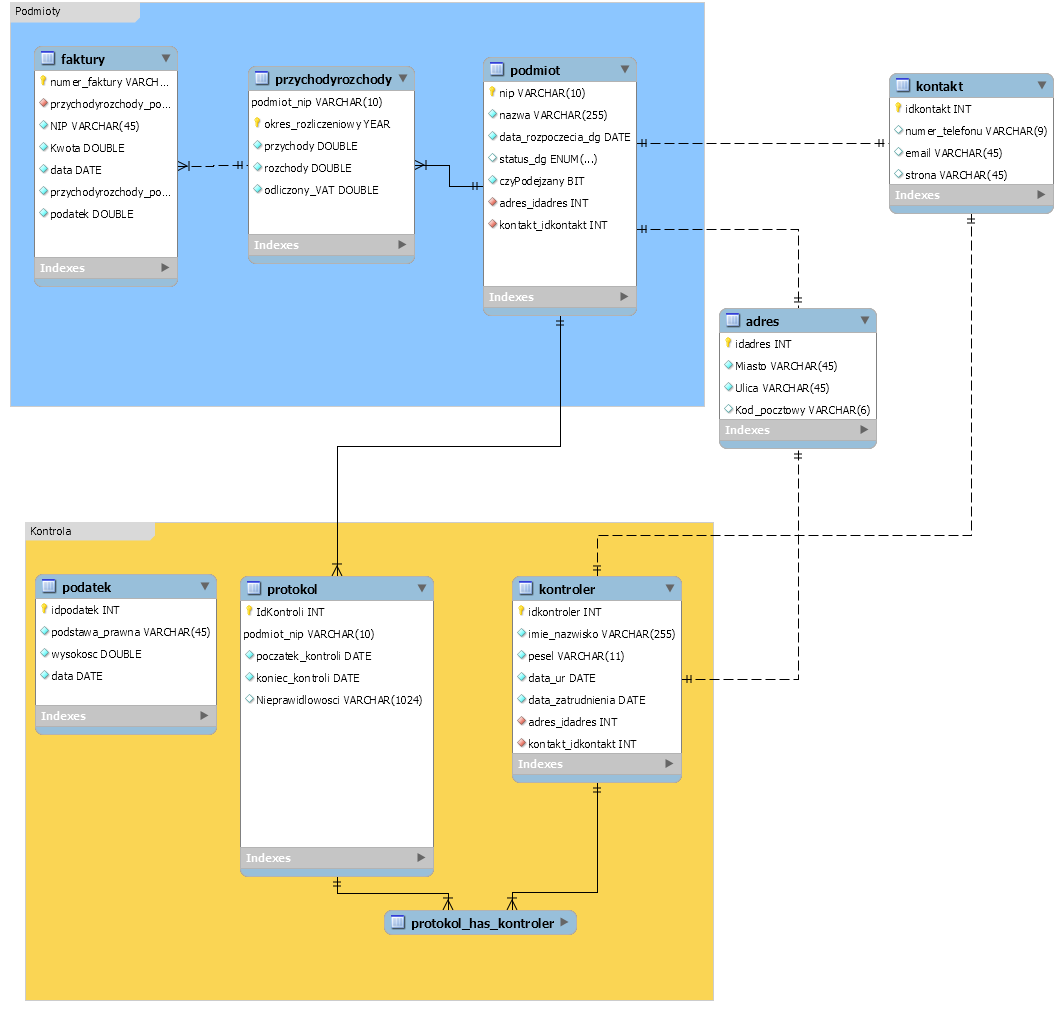 Podmioty
faktury
numer_faktury VARCH...
przychodyrozchody_po...
NIP VARCHAR(45)
Kwota DOUBLE
data DATE
przychodyrozchody_po...
podatek DOUBLE
Indexes
przychodyrozchody
podmiot_nip VARCHAR(10)
okres_rozliczeniowy YEAR
przychody DOUBLE
rozchody DOUBLE
odliczony_VAT DOUBLE
Indexes
podmiot
nip VARCHAR(10)
nazwa VARCHAR(255)
data_rozpoczecia_dg DATE
status_dg ENUM(...)
czyPodejzany BIT
adres_idadres INT
kontakt_idkontakt INT
Indexes
kontakt
idkontakt INT
numer_telefonu VARCHAR(9)
email VARCHAR(45)
strona VARCHAR(45)
Indexes
adres
idadres INT
Miasto VARCHAR(45)
Ulica VARCHAR(45)
Kod_pocztowy VARCHAR(6)
Indexes
Kontrola
podatek
idpodatek INT
podstawa_prawna VARCHAR(45)
wysokosc DOUBLE
data DATE
Indexes
protokol
IdKontroli INT
podmiot_nip VARCHAR(10)
poczatek_kontroli DATE
koniec_kontroli DATE
Nieprawidlowosci VARCHAR(1024)
Indexes
kontroler
idkontroler INT
imie_nazwisko VARCHAR(255)
pesel VARCHAR(11)
data_ur DATE
data_zatrudnienia DATE
adres_idadres INT
kontakt_idkontakt INT
Indexes
protokol_has_kontroler